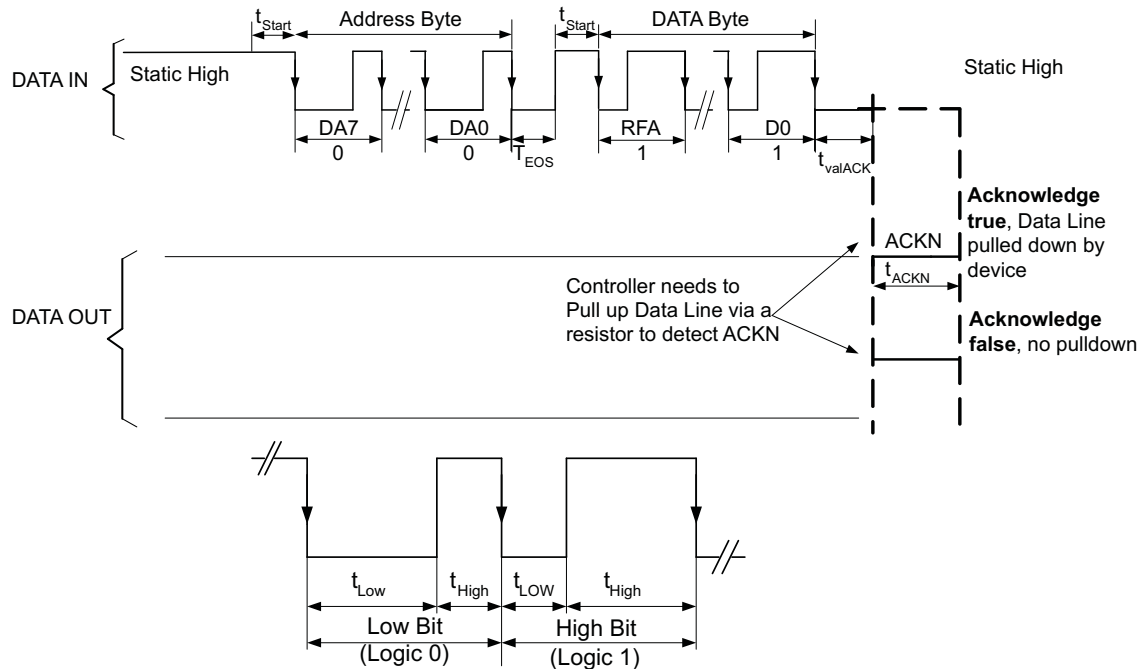 tStart
Address Byte
tStart
DATA Byte
DATA IN
Static High
Static High
DA7
0
DA0
0
TEOS
RFA
1
D0
1
tvalACK
Acknowledge
true, Data Line
pulled down by
device
ACKN
tACKN
Controller needs to
Pull up Data Line via a
resistor to detect ACKN
DATA OUT
Acknowledge
false, no pulldown
tLow
tHigh
tLOW
tHigh
Low Bit
(Logic 0)
High Bit
(Logic 1)